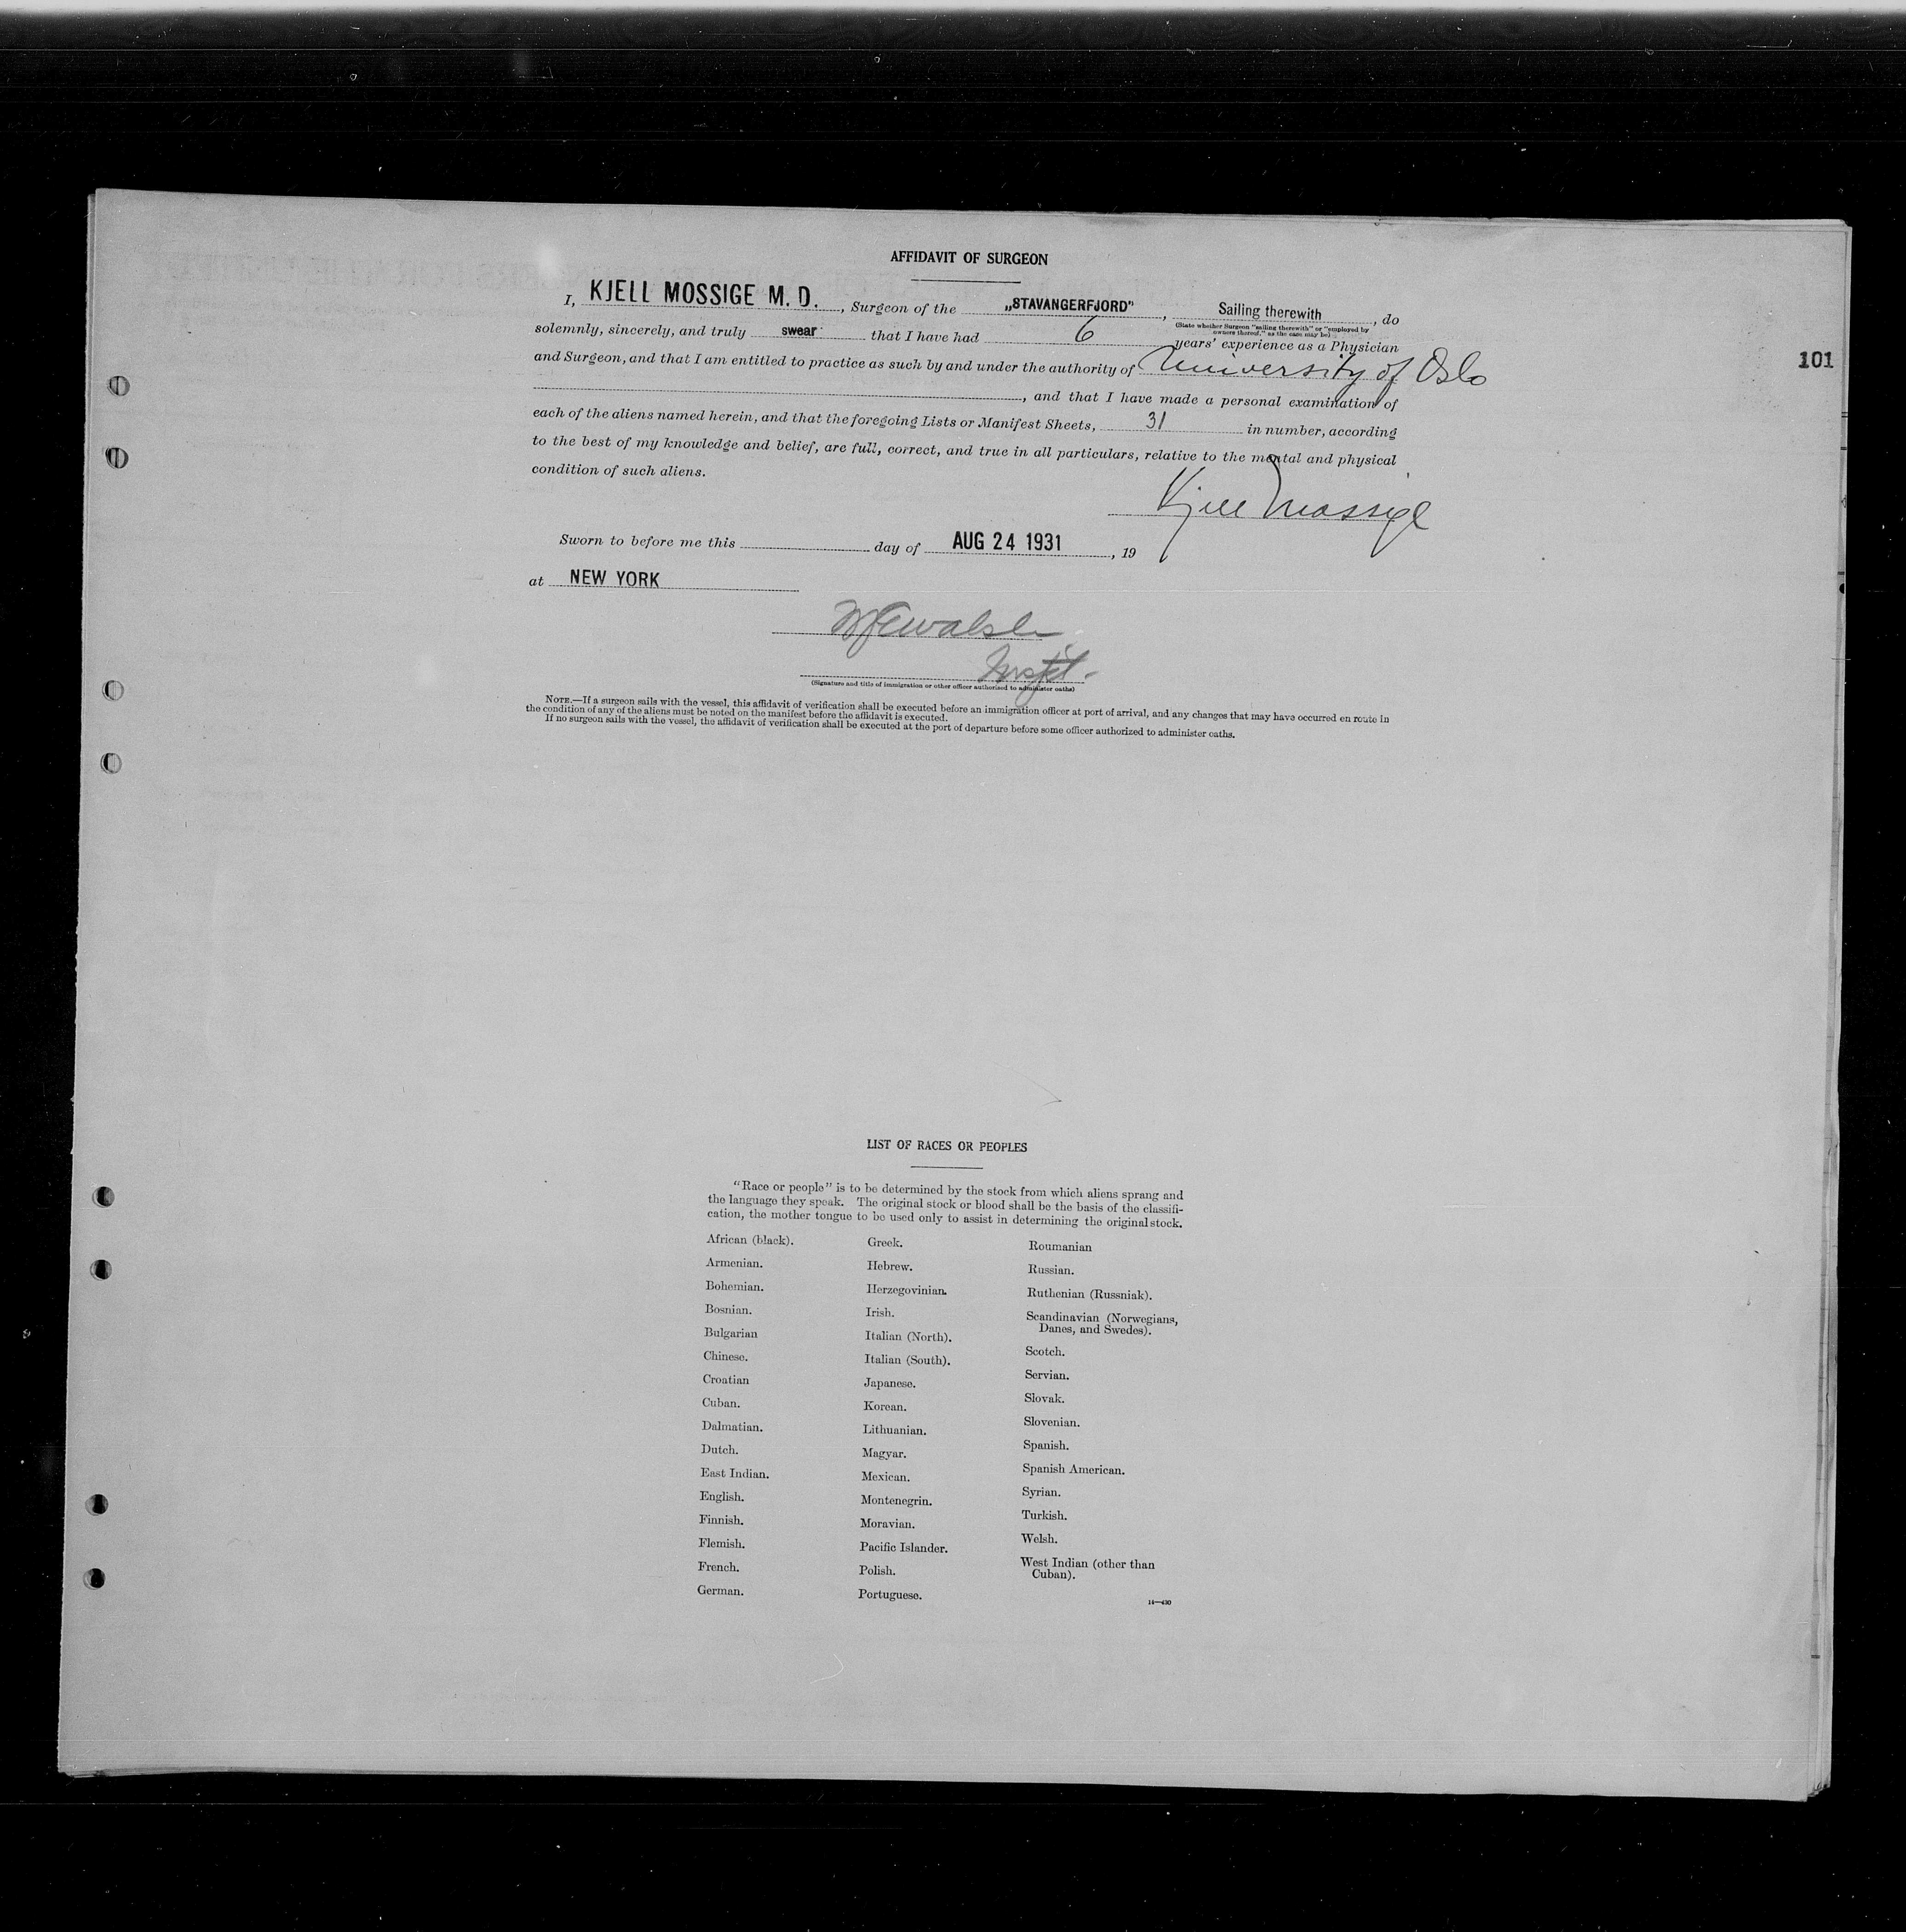 AFFIDAVIT OF SURGEON
I, KJELL MOSSIGE M. D. , Surgeon of the „STAVANGERFJORD” , Sailing therewith , do
(State whether Surgeon "sailing therewith" or "employed by
owners thereof," as the case may be)
solemnly, sincerely, and truly swear that I have had 6 years' experience as a Physician
and Surgeon, and that I am entitled to practice as such by and under the authority of University of Oslo
101
, and that I have made a personal examination of
each of the aliens named herein, and that the foregoing Lists or Manifest Sheets, 31 in number, according
to the best of my knowledge and belief, are full, correct, and true in all particulars, relative to the mental and physical
condition of such aliens.
Kjell Mossige
Sworn to before me this day of AUG 24 1931 , 19
at NEW YORK
Walsh
(Signature and title of immigration or other officer authorized to administer oaths)
NOTE.—If a surgeon sails with the vessel, this affidavit of verification shall be executed before an immigration officer at port of arrival, and any changes that may have occurred en route in
the condition of any of the aliens must be noted on the manifest before the affidavit is executed.
If no surgeon sails with the vessel, the affidavit of verification shall be executed at the port of departure before some officer authorized to administer oaths.
LIST OF RACES OR PEOPLES
"Race or people" is to be determined by the stock from which aliens sprang and
the language they speak. The original stock or blood shall be the basis of the classifi-
cation, the mother tongue to be used only to assist in determining the original stock.
African (black).
Armenian.
Bohemian.
Bosnian.
Bulgarian
Chinese.
Croatian
Cuban.
Dalmatian.
Dutch.
East Indian.
English.
Finnish.
Flemish.
French.
German.
Greek.
Hebrew.
Herzegovinian.
Irish.
Italian (North).
Italian (South).
Japanese.
Korean.
Lithuanian.
Magyar.
Mexican.
Montenegrin.
Moravian.
Pacific Islander.
Polish.
Portuguese.
Roumanian
Russian.
Ruthenian (Russniak).
Scandinavian (Norwegians,
Danes, and Swedes).
Scotch.
Servian.
Slovak.
Slovenian.
Spanish.
Spanish American.
Syrian.
Turkish.
Welsh.
West Indian (other than
Cuban).
14—430